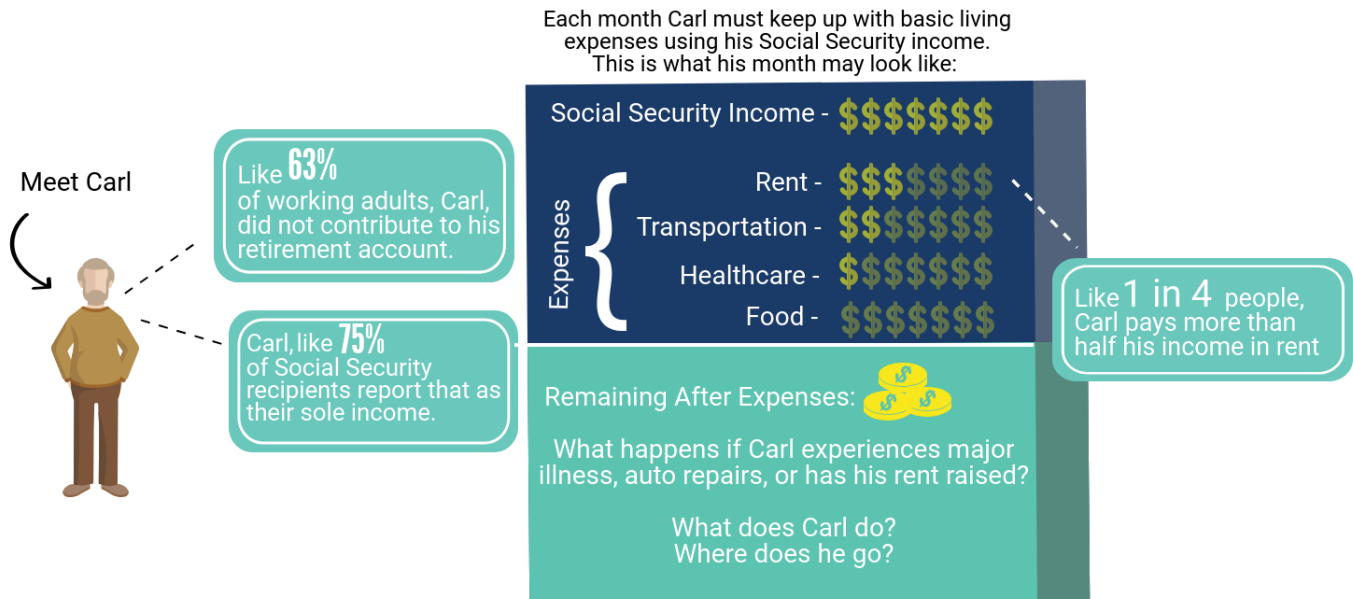 Each month Carl must keep up with basic living
expenses using his Social Security income.
This is what his month may look like:
Meet Carl
Like 63%
of working adults, Carl,
did not contribute to his
retirement account.
Carl, like 75%
of Social Security
recipients report that as
their sole income.
Social Security Income - $$$$$$$
Expenses
Rent - $$$$$$$
Transportation - $$$$$$$
Healthcare - $$$$$$$
Food - $$$$$$$
Like 1 in 4 people,
Carl pays more than
half his income in rent
Remaining After Expenses:
$ $ $
What happens if Carl experiences major
illness, auto repairs, or has his rent raised?
What does Carl do?
Where does he go?